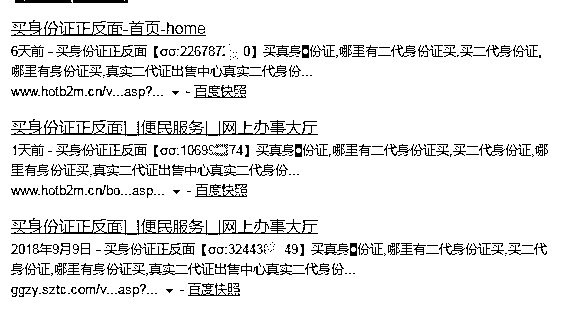 买身份证正反面-首页-home
6天前 - 买身份证正反面【σσ:226787 0】买真身份证,哪里有二代身份证买,买二代身份证,
哪里有身份证买,真实二代证出售中心真实二代身份...
www.hotb2m.cn/v...asp?... - 百度快照
买身份证正反面|_|便民服务|_|网上办事大厅
1天前 - 买身份证正反面【σσ:10699 74】买真身份证,哪里有二代身份证买,买二代身份证,哪
里有身份证买,真实二代证出售中心真实二代身份...
www.hotb2m.cn/bo...asp... - 百度快照
买身份证正反面|_|便民服务|_|网上办事大厅
2018年9月9日 - 买身份证正反面【σσ:32443 49】买真身份证,哪里有二代身份证买,买二代
身份证,哪里有身份证买,真实二代证出售中心真实二代身份...
ggzy.sztc.com/v...asp?... - 百度快照